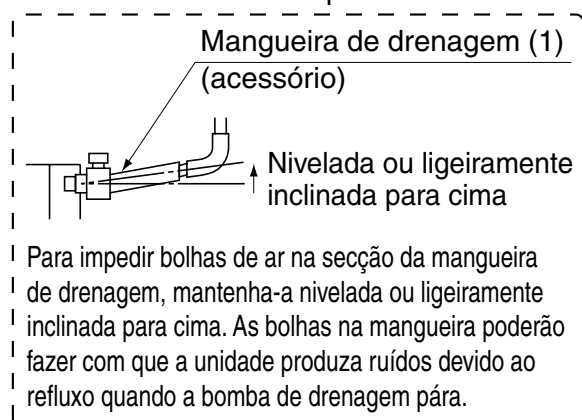 Mangueira de drenagem (1)
(acessório)
Nivelada ou ligeiramente
inclinada para cima
Para impedir bolhas de ar na secção da mangueira
de drenagem, mantenha-a nivelada ou ligeiramente
inclinada para cima. As bolhas na mangueira poderão
fazer com que a unidade produza ruídos devido ao
refluxo quando a bomba de drenagem pára.